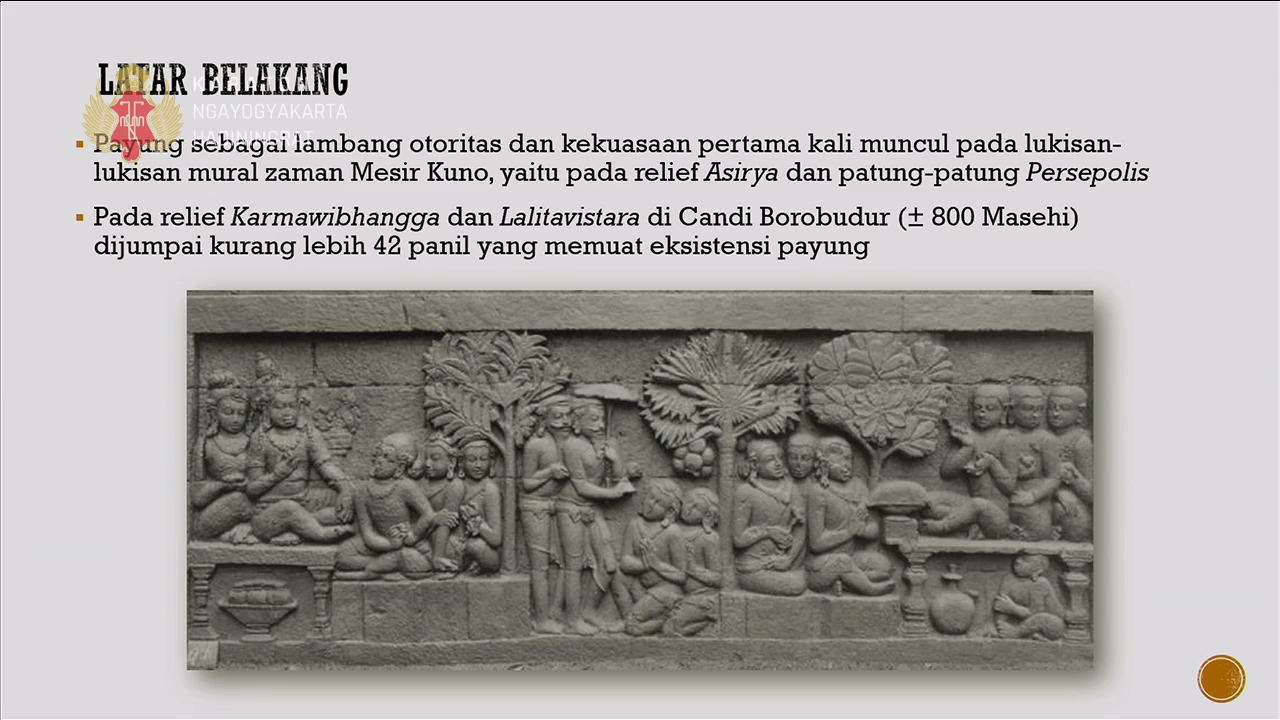 LATAR BELAKANG
KARATON
NGAYOGYAKARTA
HADININGRAT
Payung sebagai lambang otoritas dan kekuasaan pertama kali muncul pada lukisan-
lukisan mural zaman Mesir Kuno, yaitu pada relief Asirya dan patung-patung Persepolis
Pada relief Karmawibhangga dan Lalitavistara di Candi Borobudur (± 800 Masehi)
dijumpai kurang lebih 42 panil yang memuat eksistensi payung